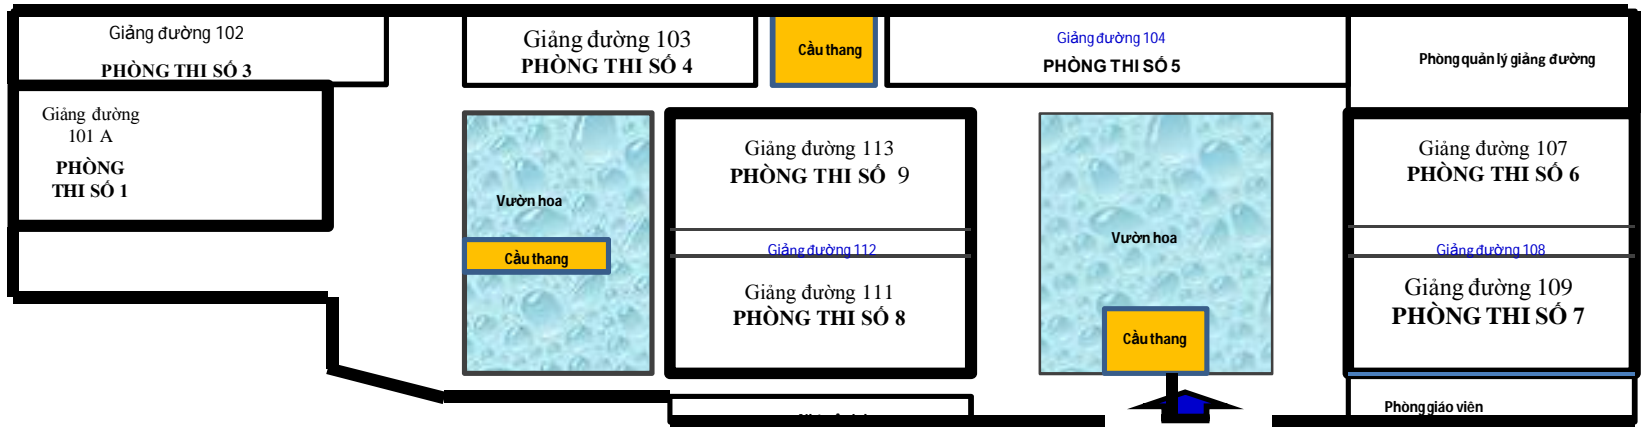 Giảng đường 102
PHÒNG THI SỐ 3
Giảng đường 103
PHÒNG THI SỐ 4
Cầu thang
Giảng đường 104
PHÒNG THI SỐ 5
Phòng quản lý giảng đường
Giảng đường
101 A
PHÒNG
THI SỐ 1
Vườn hoa
Cầu thang
Giảng đường 113
PHÒNG THI SỐ 9
Giảng đường 112
Giảng đường 111
PHÒNG THI SỐ 8
Vườn hoa
Cầu thang
Giảng đường 107
PHÒNG THI SỐ 6
Giảng đường 108
Giảng đường 109
PHÒNG THI SỐ 7
Phòng giáo viên